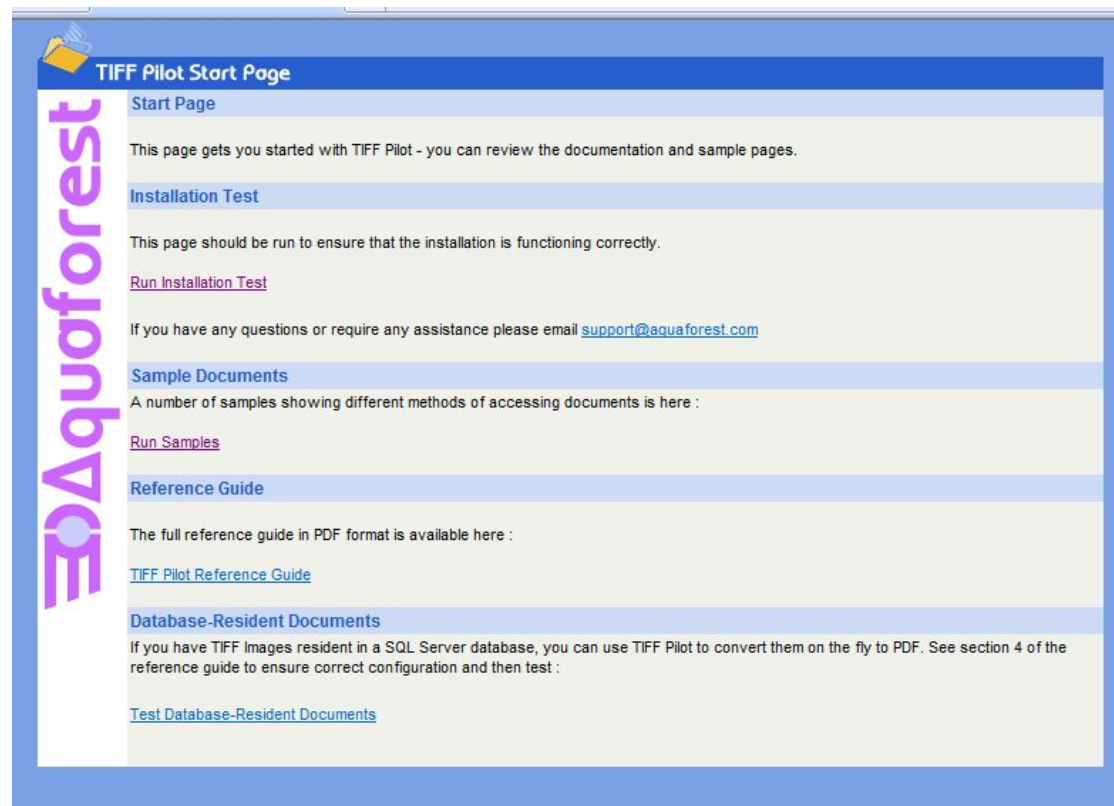 TIFF Pilot Start Page
Aquaforest
Start Page
This page gets you started with TIFF Pilot - you can review the documentation and sample pages.
Installation Test
This page should be run to ensure that the installation is functioning correctly.
Run Installation Test
If you have any questions or require any assistance please email support@aquaforest.com
Sample Documents
A number of samples showing different methods of accessing documents is here :
Run Samples
Reference Guide
The full reference guide in PDF format is available here :
TIFF Pilot Reference Guide
Database-Resident Documents
If you have TIFF Images resident in a SQL Server database, you can use TIFF Pilot to convert them on the fly to PDF. See section 4 of the
reference guide to ensure correct configuration and then test :
Test Database-Resident Documents